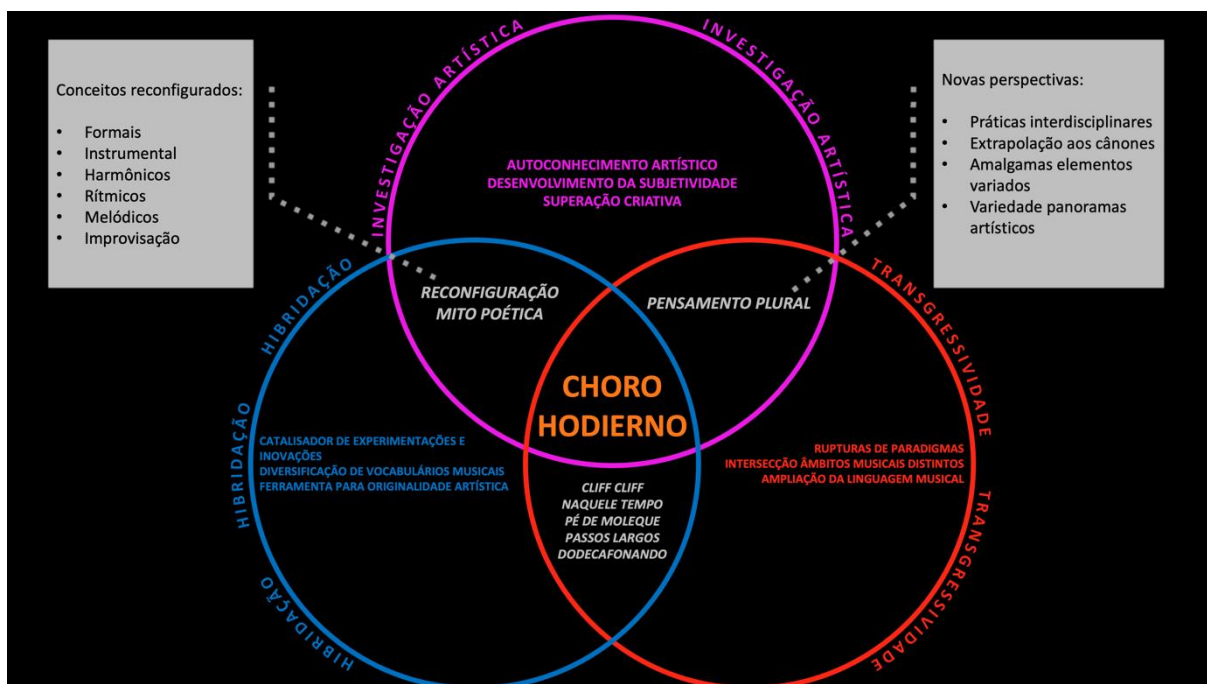 Conceitos reconfigurados:
• Formais
• Instrumental
• Harmônicos
• Rítmicos
• Melódicos
• Improvisação
INVESTIGAÇÃO ARTÍSTICA
INVESTIGAÇÃO ARTÍSTICA
Novas perspectivas:
• Práticas interdisciplinares
• Extrapolação aos cânones
• Amalgamas elementos
variados
• Variedade panoramas
artísticos
AUTOCONHECIMENTO ARTÍSTICO
DESENVOLVIMENTO DA SUBJETIVIDADE
SUPERAÇÃO CRIATIVA
RECONFIGURAÇÃO
MITO POÉTICA
PENSAMENTO PLURAL
HIBRIDAÇÃO
HIBRIDAÇÃO
HIBRIDAÇÃO
TRANSGRESSIVIDADE
TRANSGRESSIVIDADE
CHORO
HODIERNO
CATALISADOR DE EXPERIMENTAÇÕES E
INOVAÇÕES
DIVERSIFICAÇÃO DE VOCABULÁRIOS MUSICAIS
FERRAMENTA PARA ORIGINALIDADE ARTÍSTICA
RUPTURAS DE PARADIGMAS
INTERSECÇÃO ÂMBITOS MUSICAIS DISTINTOS
AMPLIAÇÃO DA LINGUAGEM MUSICAL
CLIFF CLIFF
NAQUELE TEMPO
PÉ DE MOLEQUE
PASSOS LARGOS
DODECAFONANDO